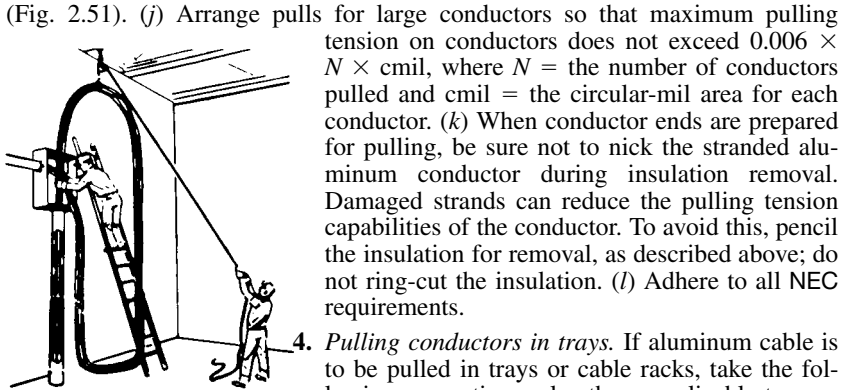 (Fig. 2.51). (j) Arrange pulls for large conductors so that maximum pulling
tension on conductors does not exceed 0.006 ×
N × cmil, where N = the number of conductors
pulled and cmil = the circular-mil area for each
conductor. (k) When conductor ends are prepared
for pulling, be sure not to nick the stranded alu-
minum conductor during insulation removal.
Damaged strands can reduce the pulling tension
capabilities of the conductor. To avoid this, pencil
the insulation for removal, as described above; do
not ring-cut the insulation. (l) Adhere to all NEC
requirements.
4. Pulling conductors in trays. If aluminum cable is
to be pulled in trays or cable racks, take the fol-